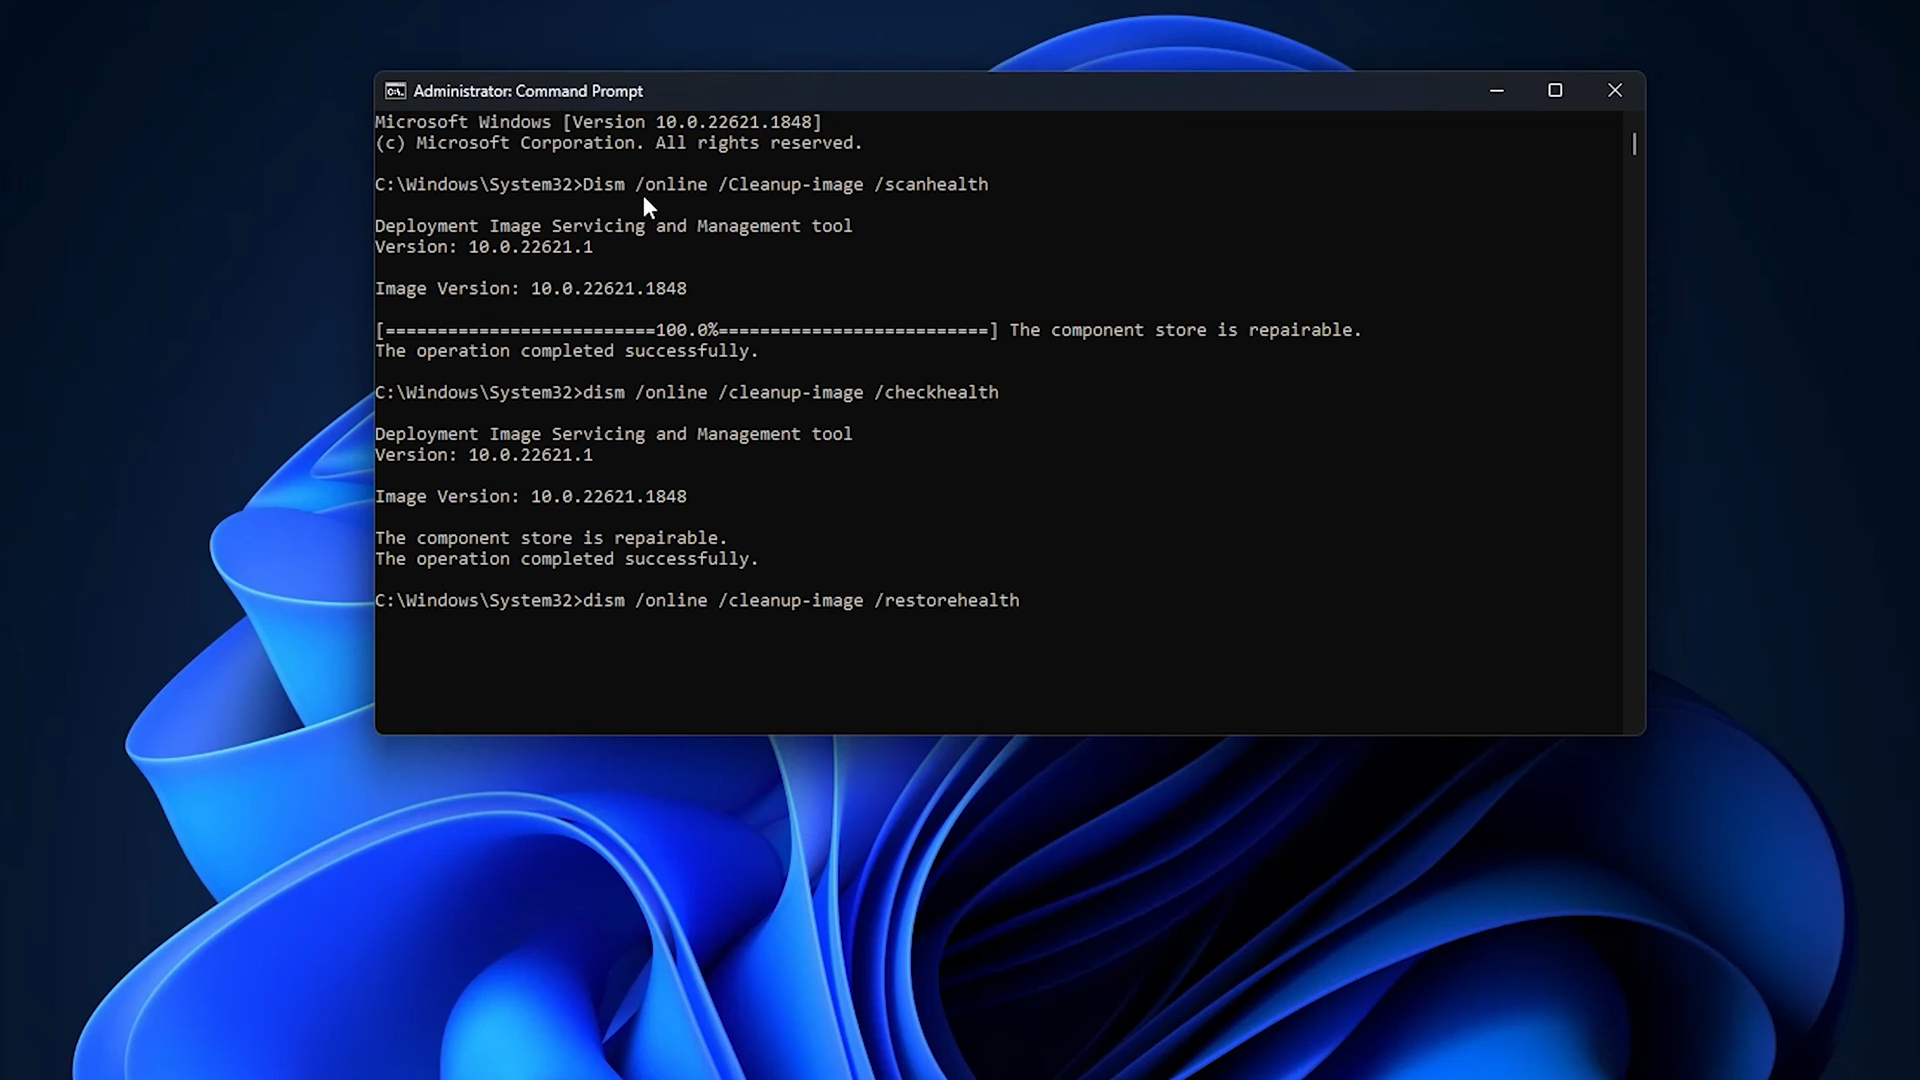 Administrator: Command Prompt
Microsoft Windows [Version 10.0.22621.1848]
(c) Microsoft Corporation. All rights reserved.
C:\Windows\System32>Dism /online /Cleanup-image /scanhealth
Deployment Image Servicing and Management tool
Version: 10.0.22621.1
Image Version: 10.0.22621.1848
[==========================100.0%==========================] The component store is repairable.
The operation completed successfully.
C:\Windows\System32>dism /online /cleanup-image /checkhealth
Deployment Image Servicing and Management tool
Version: 10.0.22621.1
Image Version: 10.0.22621.1848
The component store is repairable.
The operation completed successfully.
C:\Windows\System32>dism /online /cleanup-image /restorehealth